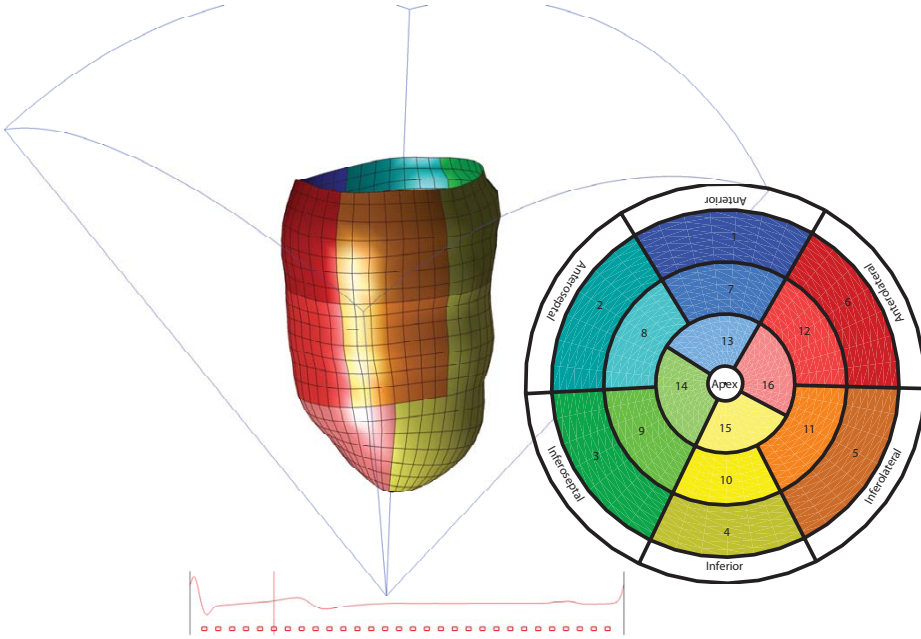 Anterior
1
Anteroseptal
Anterolateral
2
7
6
8
12
13
14
Apex
16
3
9
15
11
5
10
Inferoseptal
Inferolateral
4
Inferior